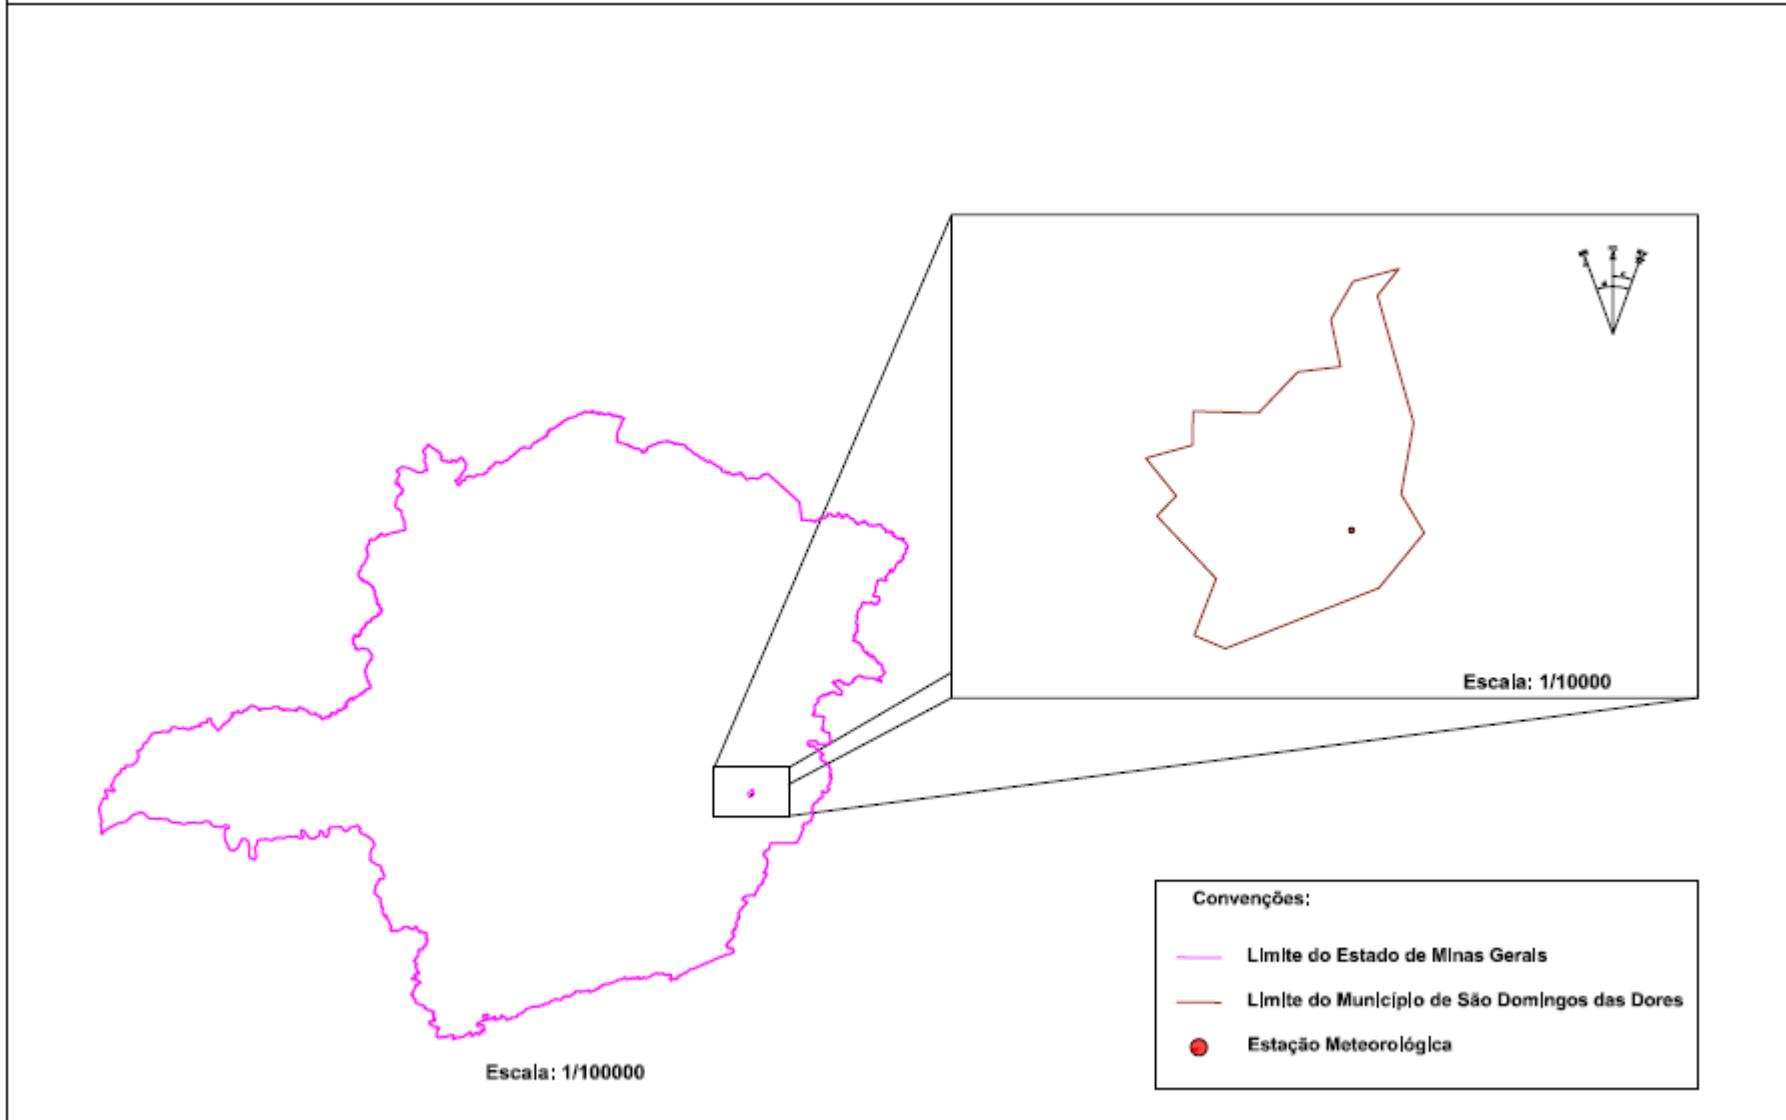 Escala: 1/10000
Convenções:
Limite do Estado de Minas Gerais
Limite do Município de São Domingos das Dores
Estação Meteorológica
Escala: 1/100000